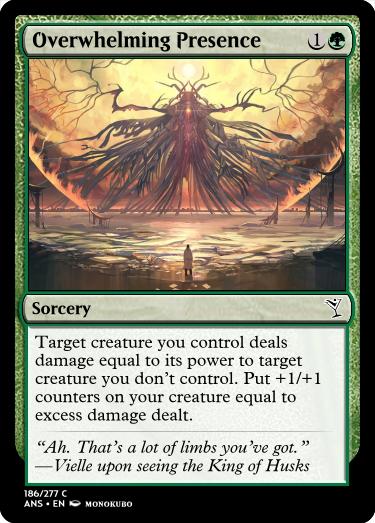 Overwhelming Presence 1
Sorcery
Target creature you control deals
damage equal to its power to target
creature you don't control. Put +1/+1
counters on your creature equal to
excess damage dealt.
"Ah. That's a lot of limbs you've got."
—Vielle upon seeing the King of Husks
186/277 C
ANS • EN MONOKUBO